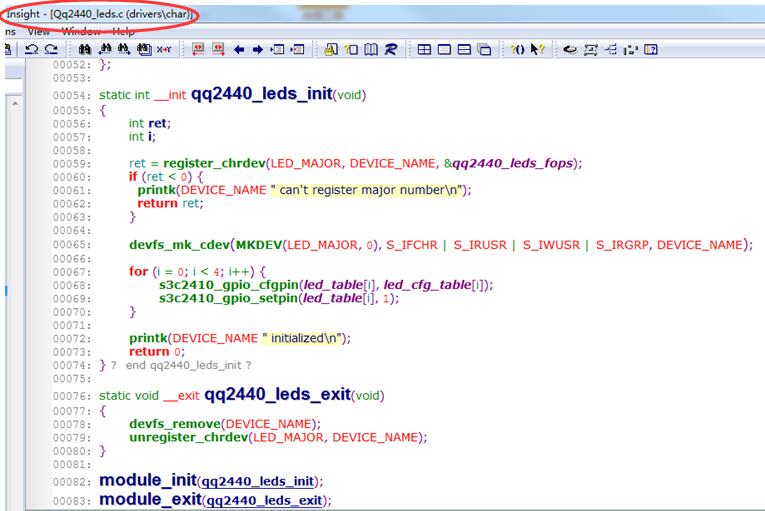 Insight - [Qq2440_leds.c (drivers\char)]
ns View Window Help
00052: };
00053:
00054: static int __init qq2440_leds_init(void)
00055: {
00056: int ret;
00057: int i;
00058:
00059: ret = register_chrdev(LED_MAJOR, DEVICE_NAME, &qq2440_leds_fops);
00060: if (ret < 0) {
00061: printk(DEVICE_NAME " can't register major number\n");
00062: return ret;
00063: }
00064:
00065: devfs_mk_cdev(MKDEV(LED_MAJOR, 0), S_IFCHR | S_IRUSR | S_IWUSR | S_IRGRP, DEVICE_NAME);
00066:
00067: for (i = 0; i < 4; i++) {
00068: s3c2410_gpio_cfgpin(led_table[i], led_cfg_table[i]);
00069: s3c2410_gpio_setpin(led_table[i], 1);
00070: }
00071:
00072: printk(DEVICE_NAME " initialized\n");
00073: return 0;
00074: } ? end qq2440_leds_init ?
00075:
00076: static void __exit qq2440_leds_exit(void)
00077: {
00078: devfs_remove(DEVICE_NAME);
00079: unregister_chrdev(LED_MAJOR, DEVICE_NAME);
00080: }
00081:
00082: module_init(qq2440_leds_init);
00083: module_exit(qq2440_leds_exit);